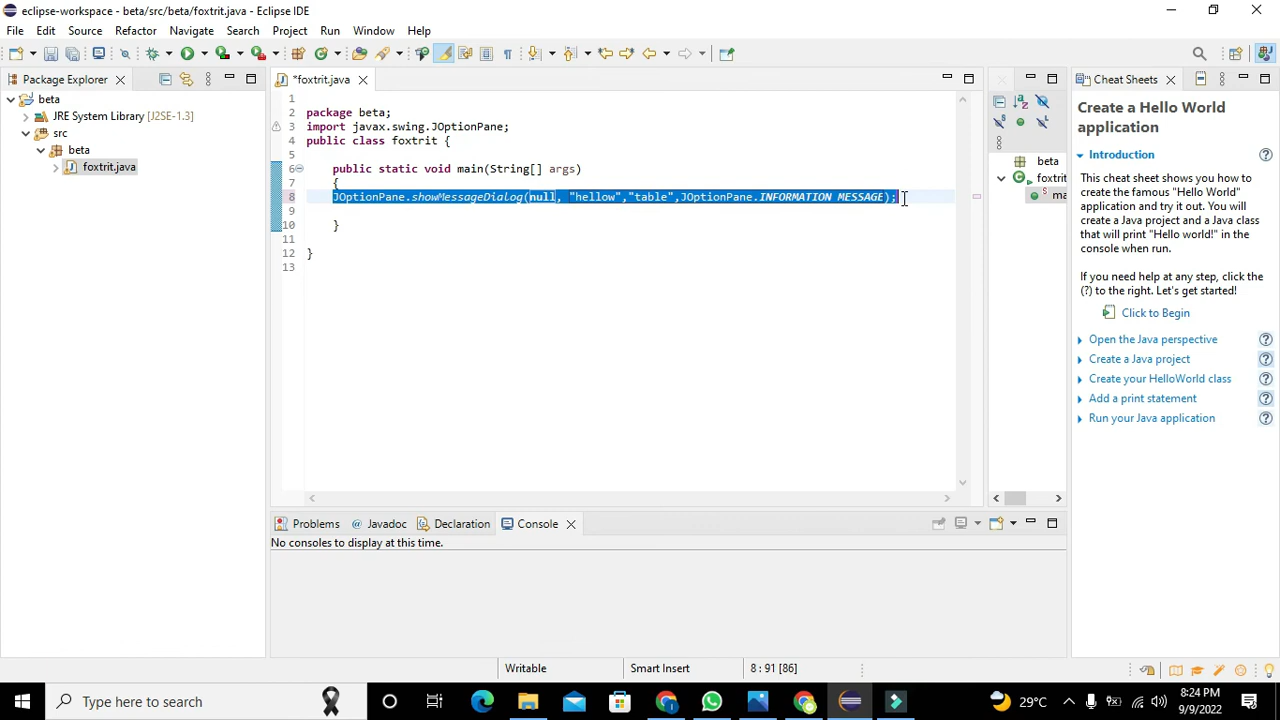 eclipse-workspace - beta/src/beta/foxtrit.java - Eclipse IDE
File Edit Source Refactor Navigate Search Project Run Window Help
Package Explorer
beta
JRE System Library [J2SE-1.3]
src
beta
foxtrit.java
*foxtrit.java
1
2 package beta;
3 import javax.swing.JOptionPane;
4 public class foxtrit {
5
6 public static void main(String[] args)
7 {
8 JOptionPane.showMessageDialog(null, "hellow","table",JOptionPane.INFORMATION_MESSAGE);
9
10 }
11
12 }
13
beta
foxtri
ma
Cheat Sheets
Create a Hello World
application
Introduction
This cheat sheet shows you how to
create the famous "Hello World"
application and try it out. You will
create a Java project and a Java class
that will print "Hello world!" in the
console when run.
If you need help at any step, click the
(?) to the right. Let's get started!
Click to Begin
Open the Java perspective
Create a Java project
Create your HelloWorld class
Add a print statement
Run your Java application
Problems Javadoc Declaration Console
No consoles to display at this time.
Writable Smart Insert 8 : 91 [86]
Type here to search
29°C
8:24 PM
9/9/2022